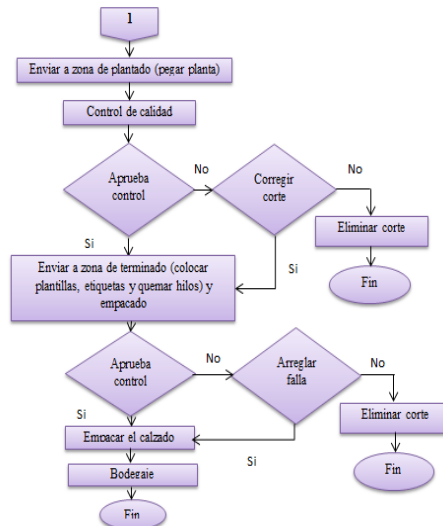 1
Enviar a zona de plantado (pegar planta)
Control de calidad
Aprueba
control
No
Corregir
corte
No
Eliminar corte
Fin
Si
Si
Enviar a zona de terminado (colocar
plantillas, etiquetas y quemar hilos) y
empacado
Aprueba
control
No
Arreglar
falla
No
Eliminar corte
Fin
Si
Si
Empacar el calzado
Bodegaje
Fin